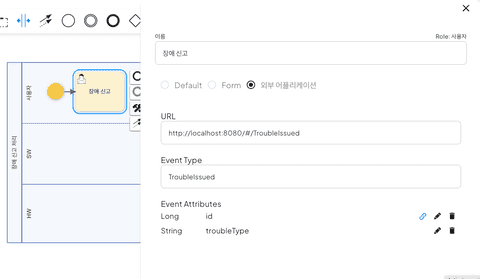 이름
Role: 사용자
장애 신고
Default
Form
외부 어플리케이션
URL
http://localhost:8080/#/TroubleIssued
Event Type
TroubleIssued
Event Attributes
Long id
String troubleType
장애 신고 처리
사용자
장애 신고
SW
HW